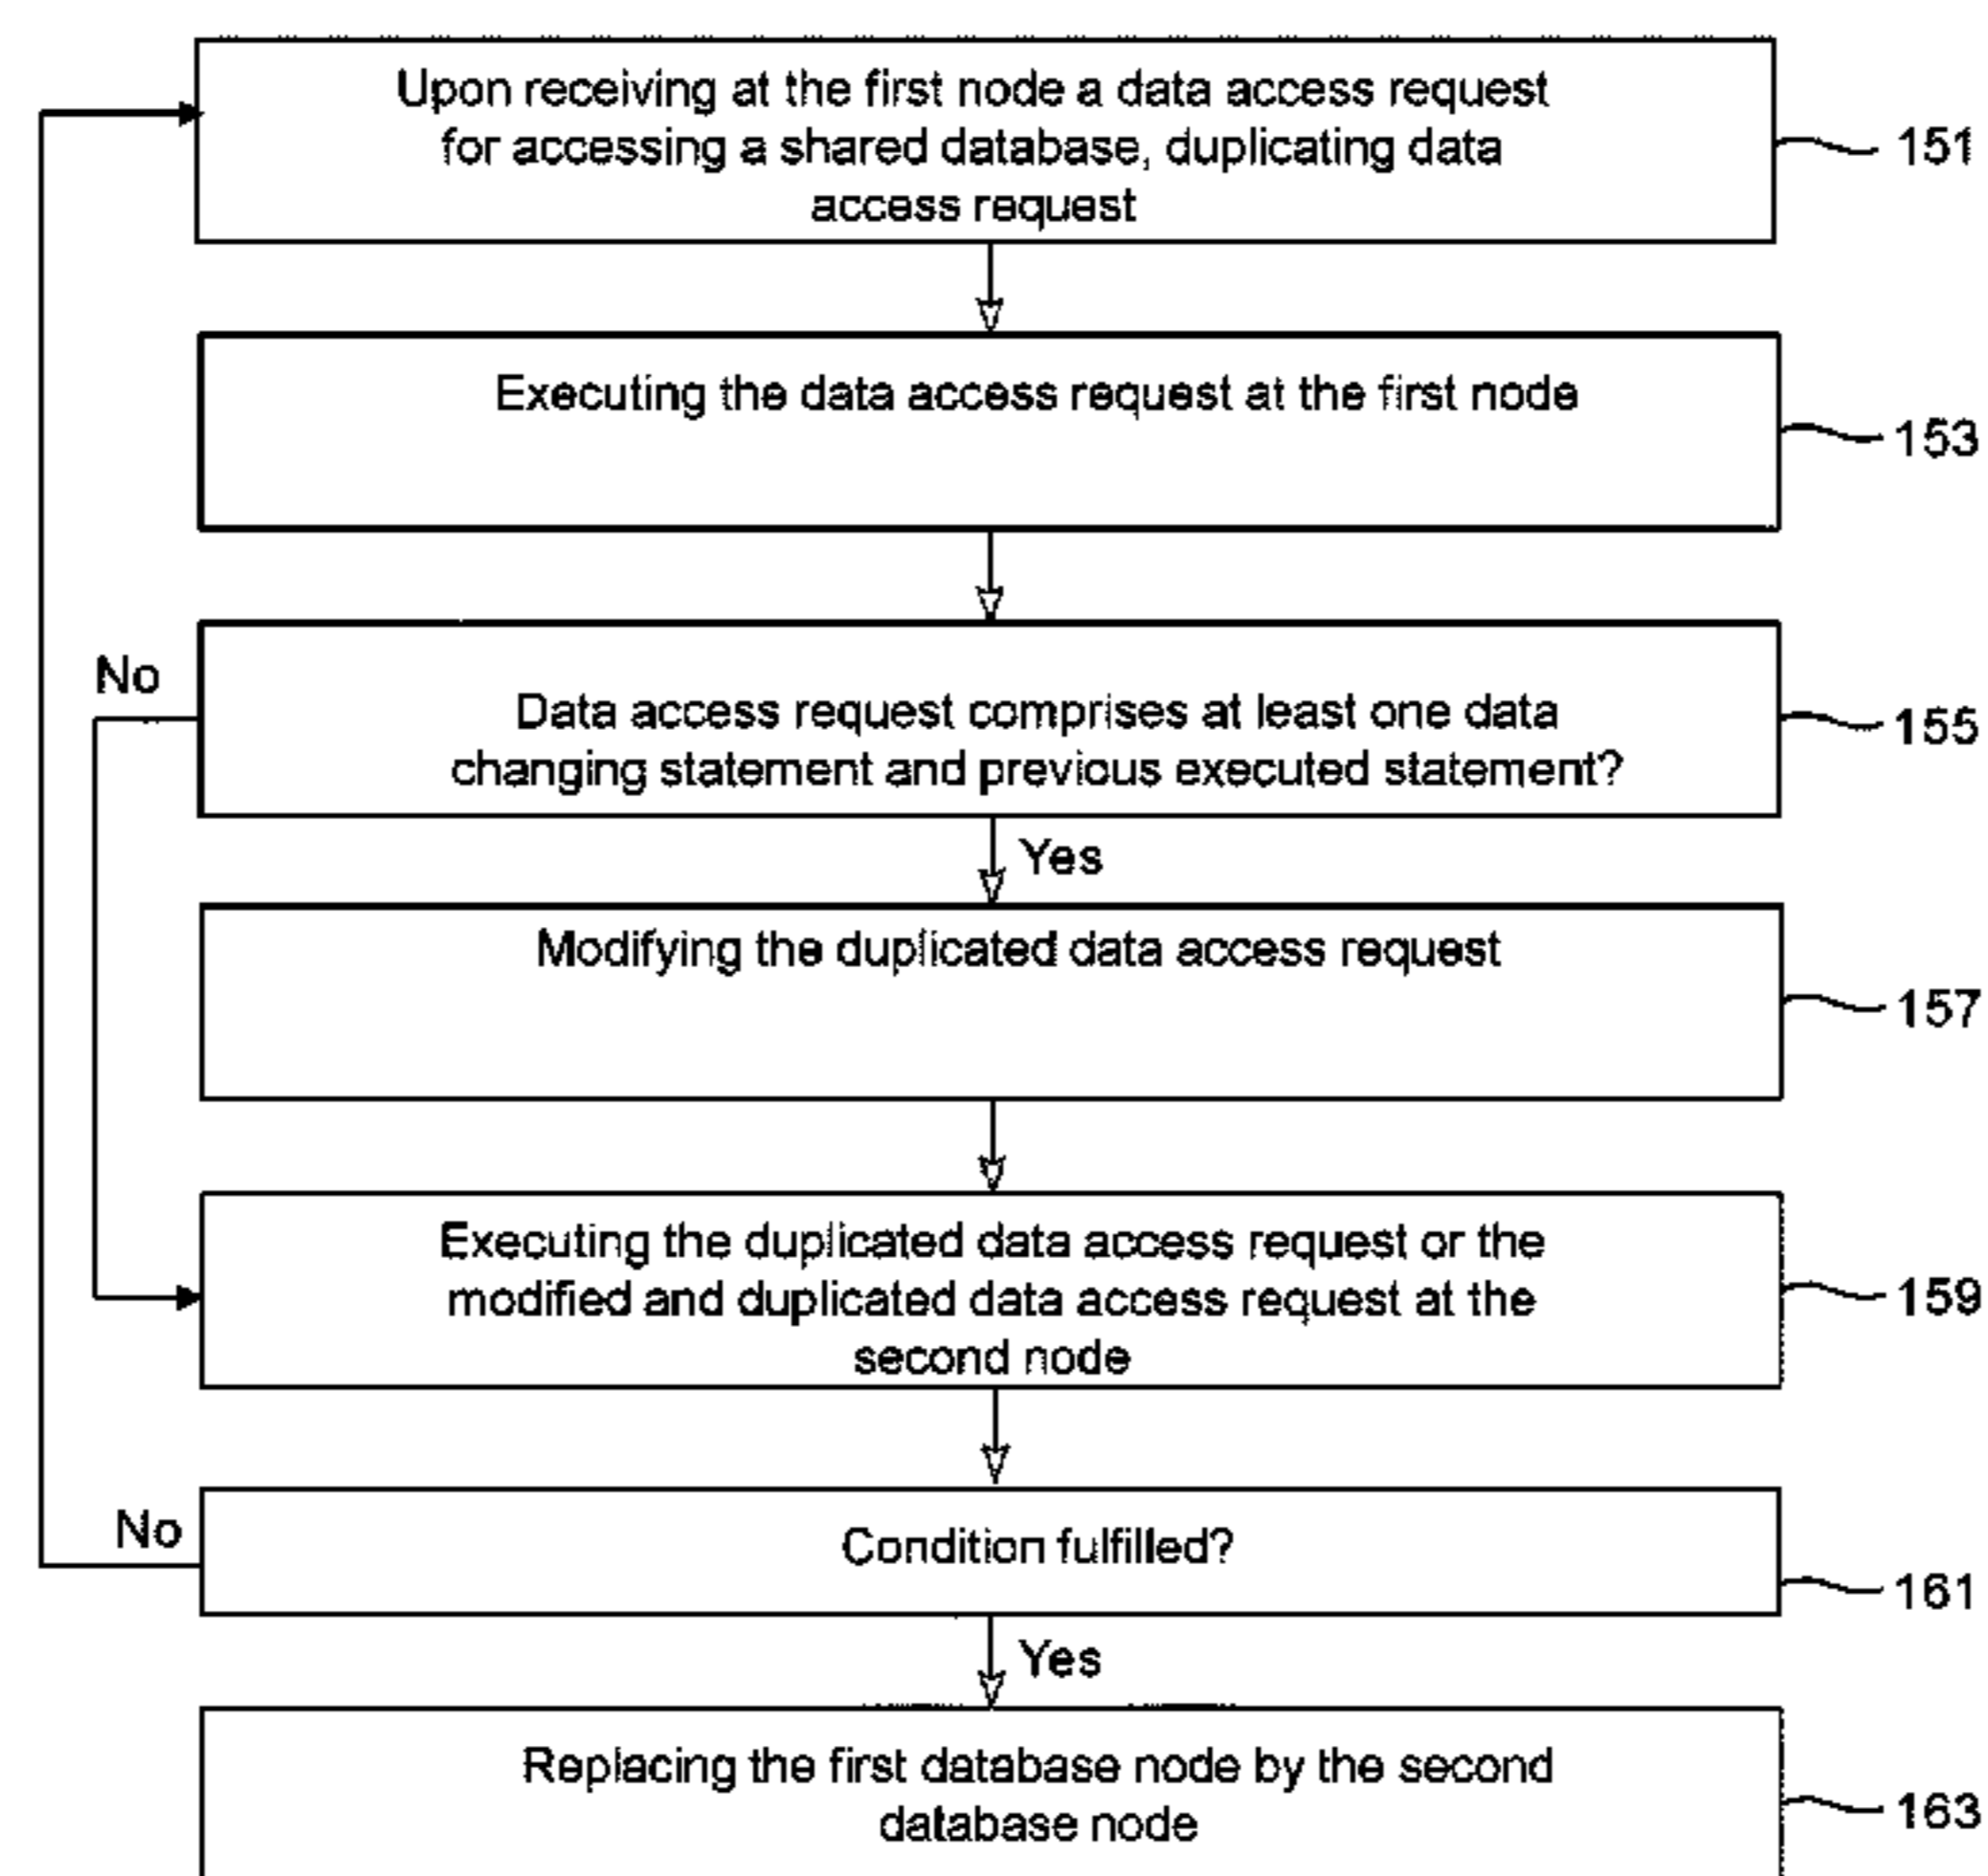 Upon receiving at the first node a data access request
for accessing a shared database, duplicating data
access request
151
Executing the data access request at the first node
153
No
Data access request comprises at least one data
changing statement and previous executed statement?
155
Yes
Modifying the duplicated data access request
157
Executing the duplicated data access request or the
modified and duplicated data access request at the
second node
159
No
Condition fulfilled?
161
Yes
Replacing the first database node by the second
database node
163